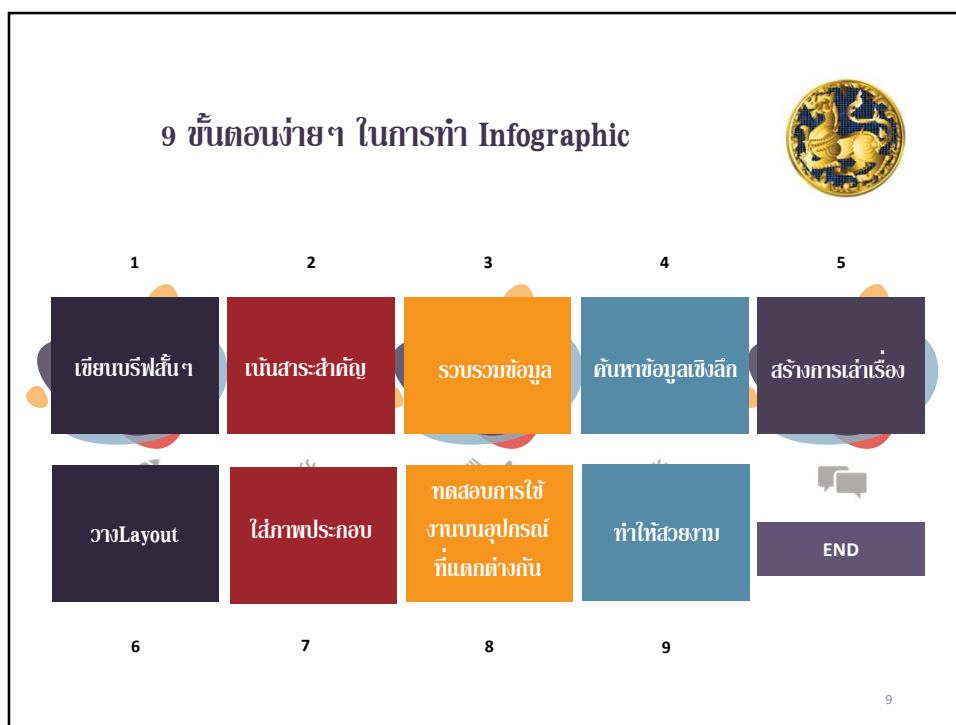 9 ขั้นตอนง่ายๆ ในการทำ Infographic
1 2 3 4 5
เขียนบรีฟสั้นๆ
เน้นสาระสำคัญ
รวบรวมข้อมูล
ค้นหาข้อมูลเชิงลึก
สร้างการเล่าเรื่อง
วางLayout
ใส่ภาพประกอบ
ทดสอบการใช้
งานบนอุปกรณ์
ที่แตกต่างกัน
ทำให้สวยงาม
END
6 7 8 9
9